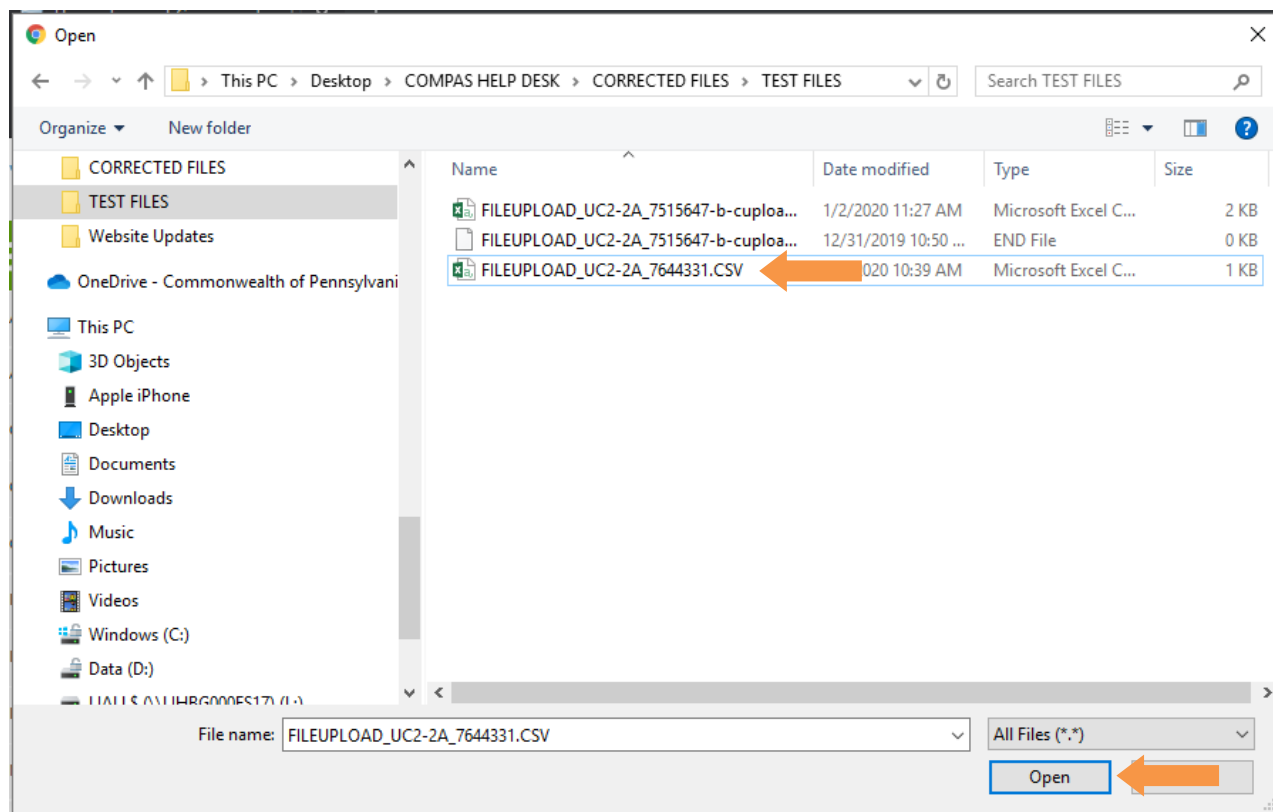 Open
This PC > Desktop > COMPAS HELP DESK > CORRECTED FILES > TEST FILES
Search TEST FILES
Organize
New folder
?
CORRECTED FILES
TEST FILES
Website Updates
OneDrive - Commonwealth of Pennsylvani
This PC
3D Objects
Apple iPhone
Desktop
Documents
Downloads
Music
Pictures
Videos
Windows (C:)
Data (D:)
Name Date modified Type Size
FILEUPLOAD_UC2-2A_7515647-b-cuploa... 1/2/2020 11:27 AM Microsoft Excel C... 2 KB
FILEUPLOAD_UC2-2A_7515647-b-cuploa... 12/31/2019 10:50 ... END File 0 KB
FILEUPLOAD_UC2-2A_7644331.CSV 020 10:39 AM Microsoft Excel C... 1 KB
File name: FILEUPLOAD_UC2-2A_7644331.CSV
All Files (*.*)
Open